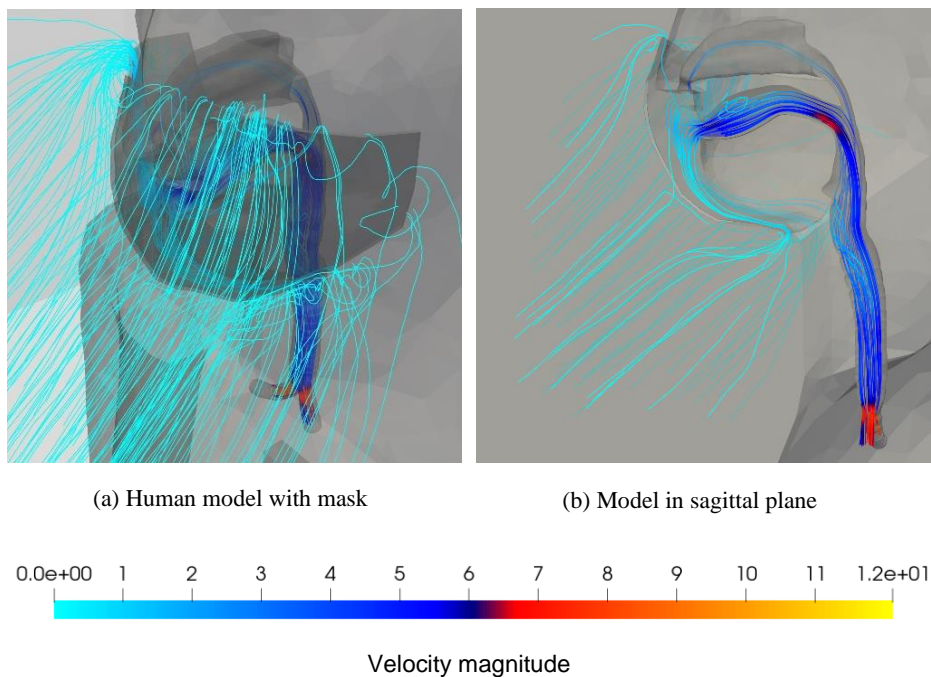 (a) Human model with mask
(b) Model in sagittal plane
0.0e+00 1 2 3 4 5 6 7 8 9 10 11 1.2e+01
Velocity magnitude